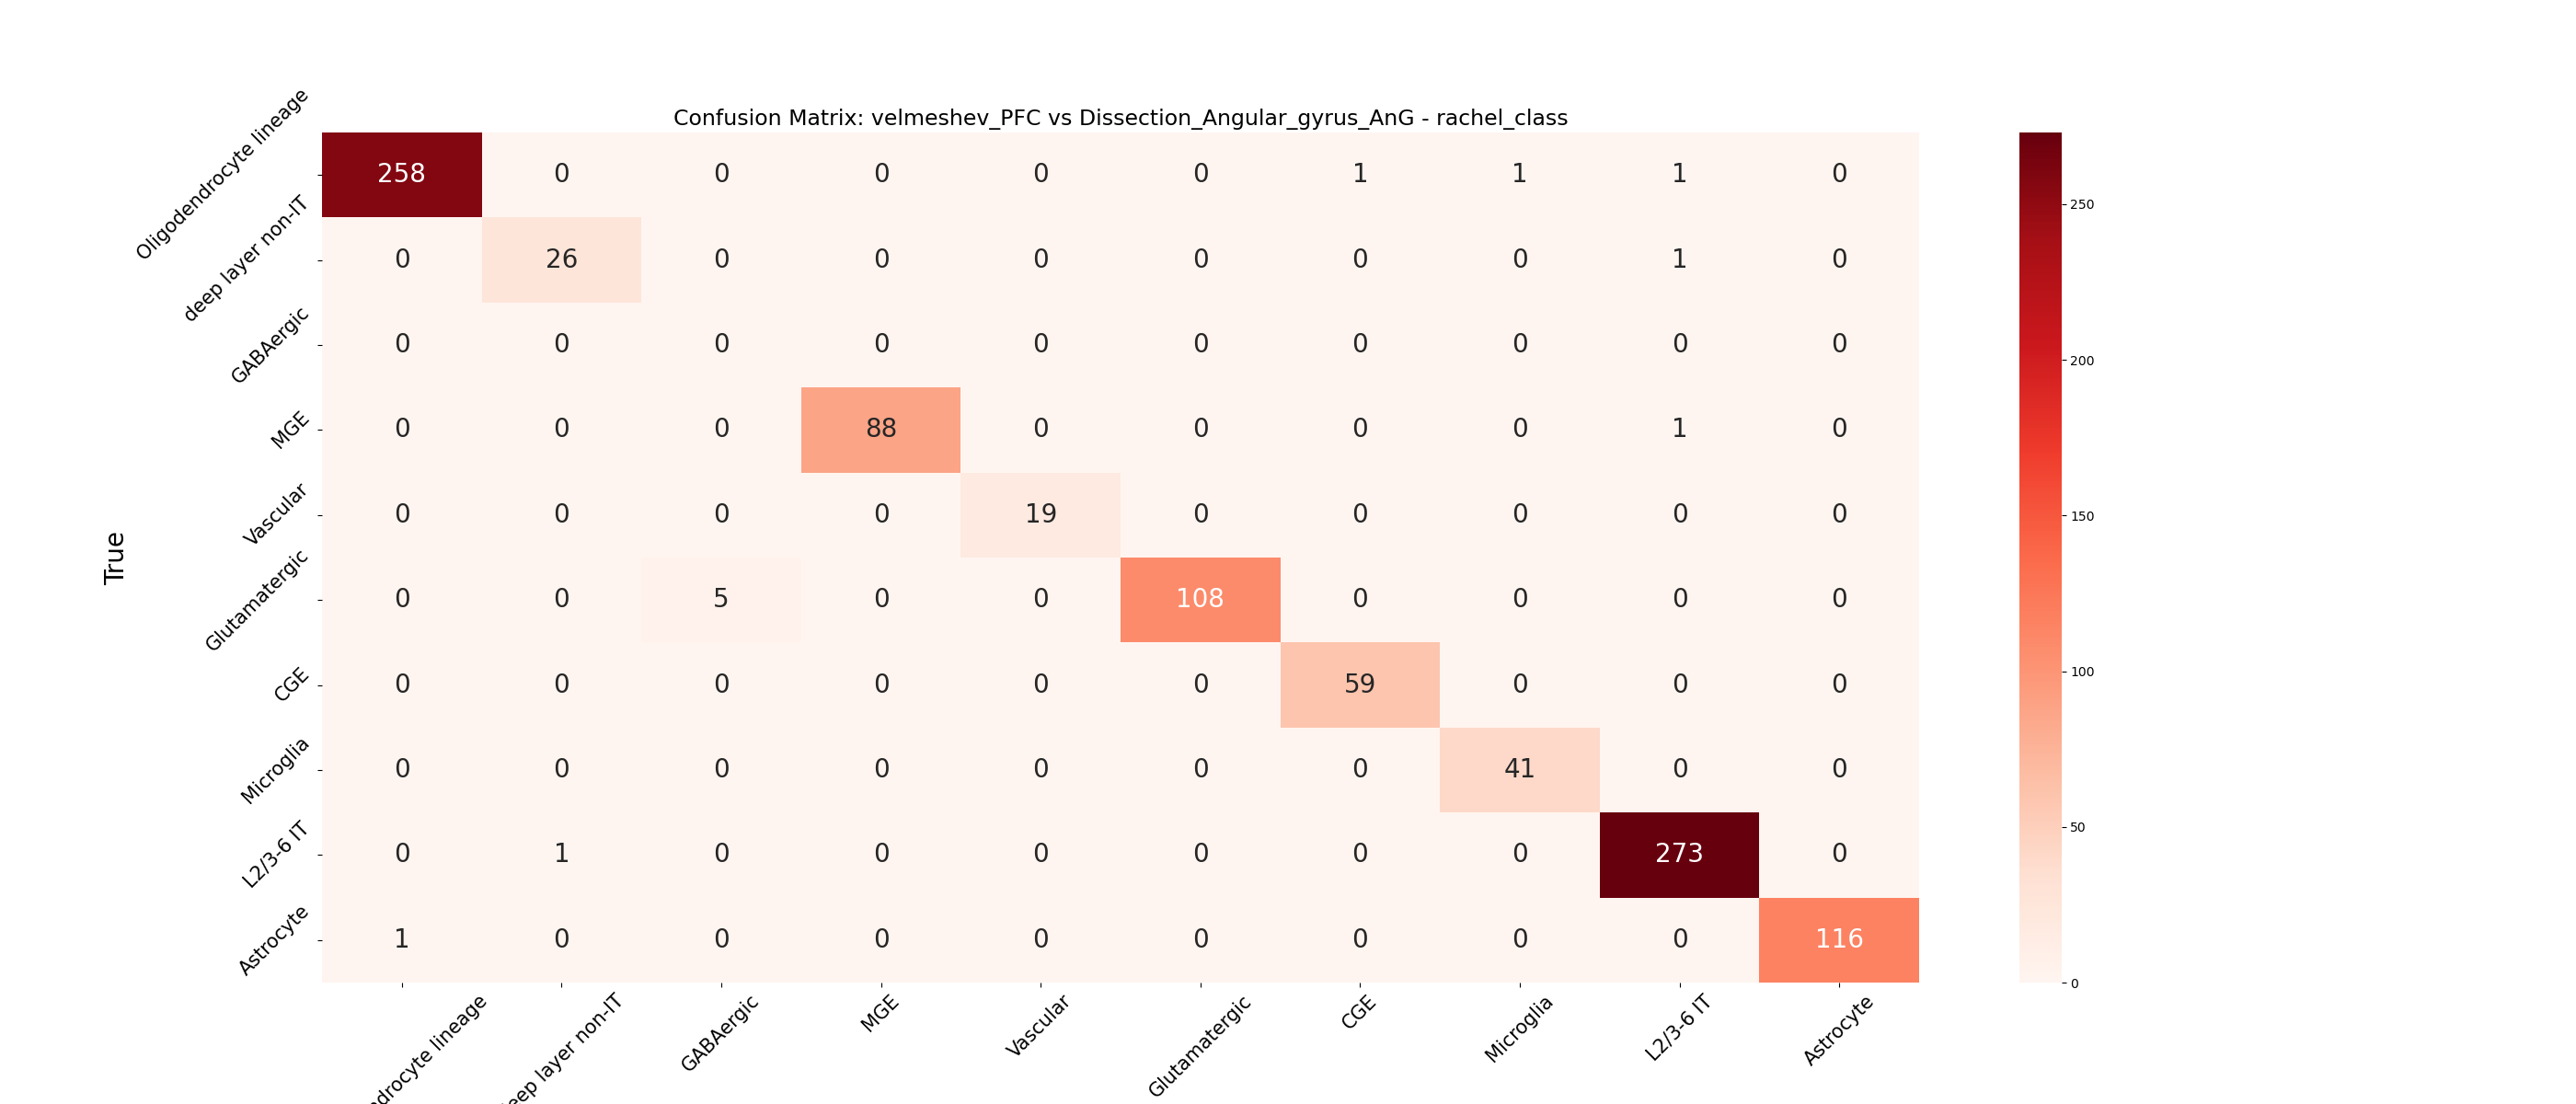 Confusion Matrix: velmeshev_PFC vs Dissection_Angular_gyrus_AnG - rachel_class
True
Oligodendrocyte lineage 258 0 0 0 0 0 1 1 1 0
deep layer non-IT 0 26 0 0 0 0 0 0 1 0
GABAergic 0 0 0 0 0 0 0 0 0 0
MGE 0 0 0 88 0 0 0 0 1 0
Vascular 0 0 0 0 19 0 0 0 0 0
Glutamatergic 0 0 5 0 0 108 0 0 0 0
CGE 0 0 0 0 0 0 59 0 0 0
Microglia 0 0 0 0 0 0 0 41 0 0
L2/3-6 IT 0 1 0 0 0 0 0 0 273 0
Astrocyte 1 0 0 0 0 0 0 0 0 116
lineage layer non-IT GABAergic MGE Vascular Glutamatergic CGE Microglia L2/3-6 IT Astrocyte
250
200
150
100
50
0